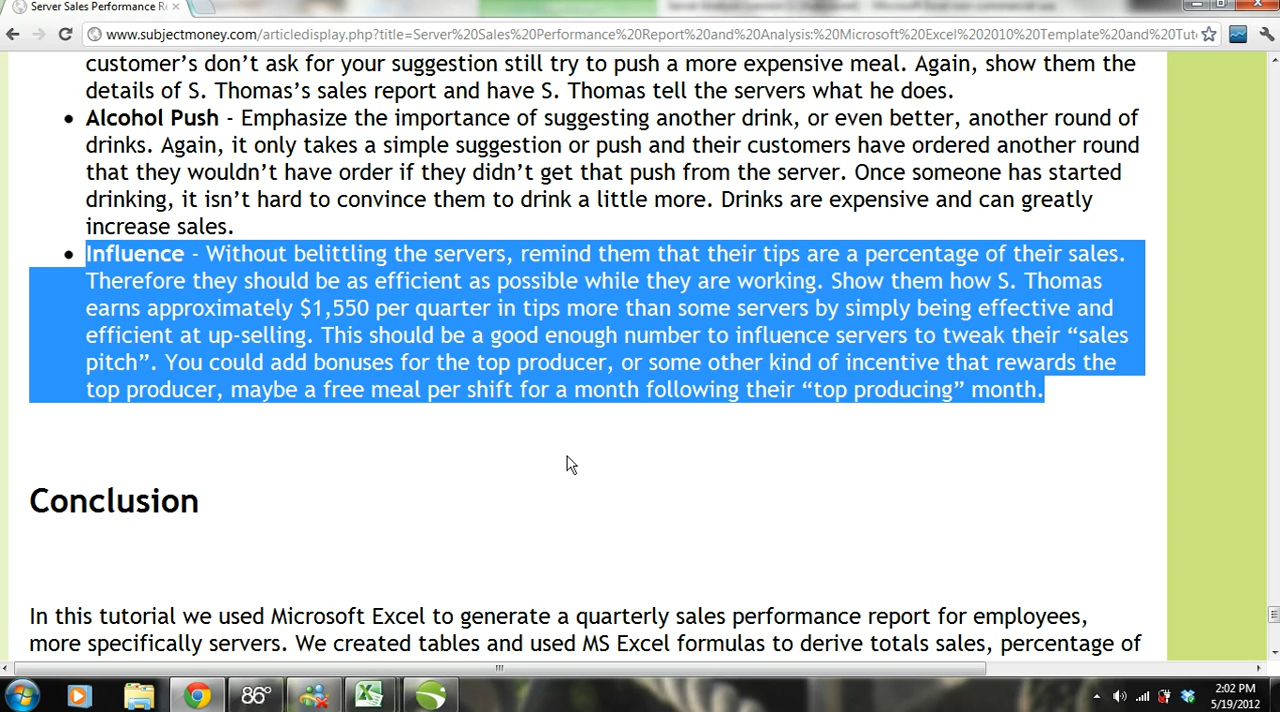 Server Sales Performance R
www.subjectmoney.com/articledisplay.php?title=Server%20Sales%20Performance%20Report%20and%20Analysis:%20Microsoft%20Excel%202010%20Template%20and%20Tut
customer’s don’t ask for your suggestion still try to push a more expensive meal. Again, show them the
details of S. Thomas’s sales report and have S. Thomas tell the servers what he does.
• Alcohol Push - Emphasize the importance of suggesting another drink, or even better, another round of
drinks. Again, it only takes a simple suggestion or push and their customers have ordered another round
that they wouldn’t have order if they didn’t get that push from the server. Once someone has started
drinking, it isn’t hard to convince them to drink a little more. Drinks are expensive and can greatly
increase sales.
• Influence - Without belittling the servers, remind them that their tips are a percentage of their sales.
Therefore they should be as efficient as possible while they are working. Show them how S. Thomas
earns approximately $1,550 per quarter in tips more than some servers by simply being effective and
efficient at up-selling. This should be a good enough number to influence servers to tweak their “sales
pitch”. You could add bonuses for the top producer, or some other kind of incentive that rewards the
top producer, maybe a free meal per shift for a month following their “top producing” month.
Conclusion
In this tutorial we used Microsoft Excel to generate a quarterly sales performance report for employees,
more specifically servers. We created tables and used MS Excel formulas to derive totals sales, percentage of
86°
2:02 PM
5/19/2012